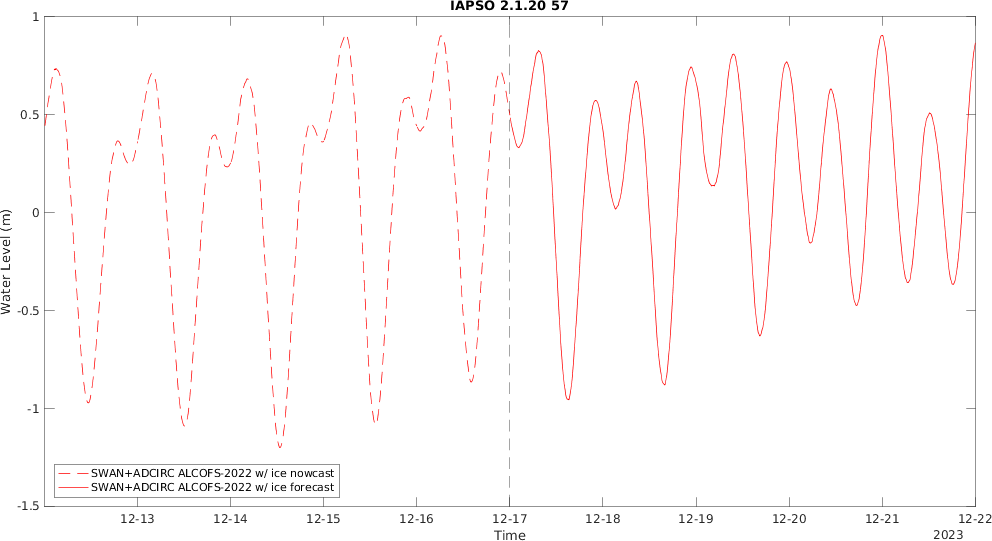 IAPSO 2.1.20 57
1
0.5
0
-0.5
-1
-1.5
Water Level (m)
SWAN+ADCIRC ALCOFS-2022 w/ ice nowcast
SWAN+ADCIRC ALCOFS-2022 w/ ice forecast
12-13 12-14 12-15 12-16 12-17 12-18 12-19 12-20 12-21 12-22
Time
2023